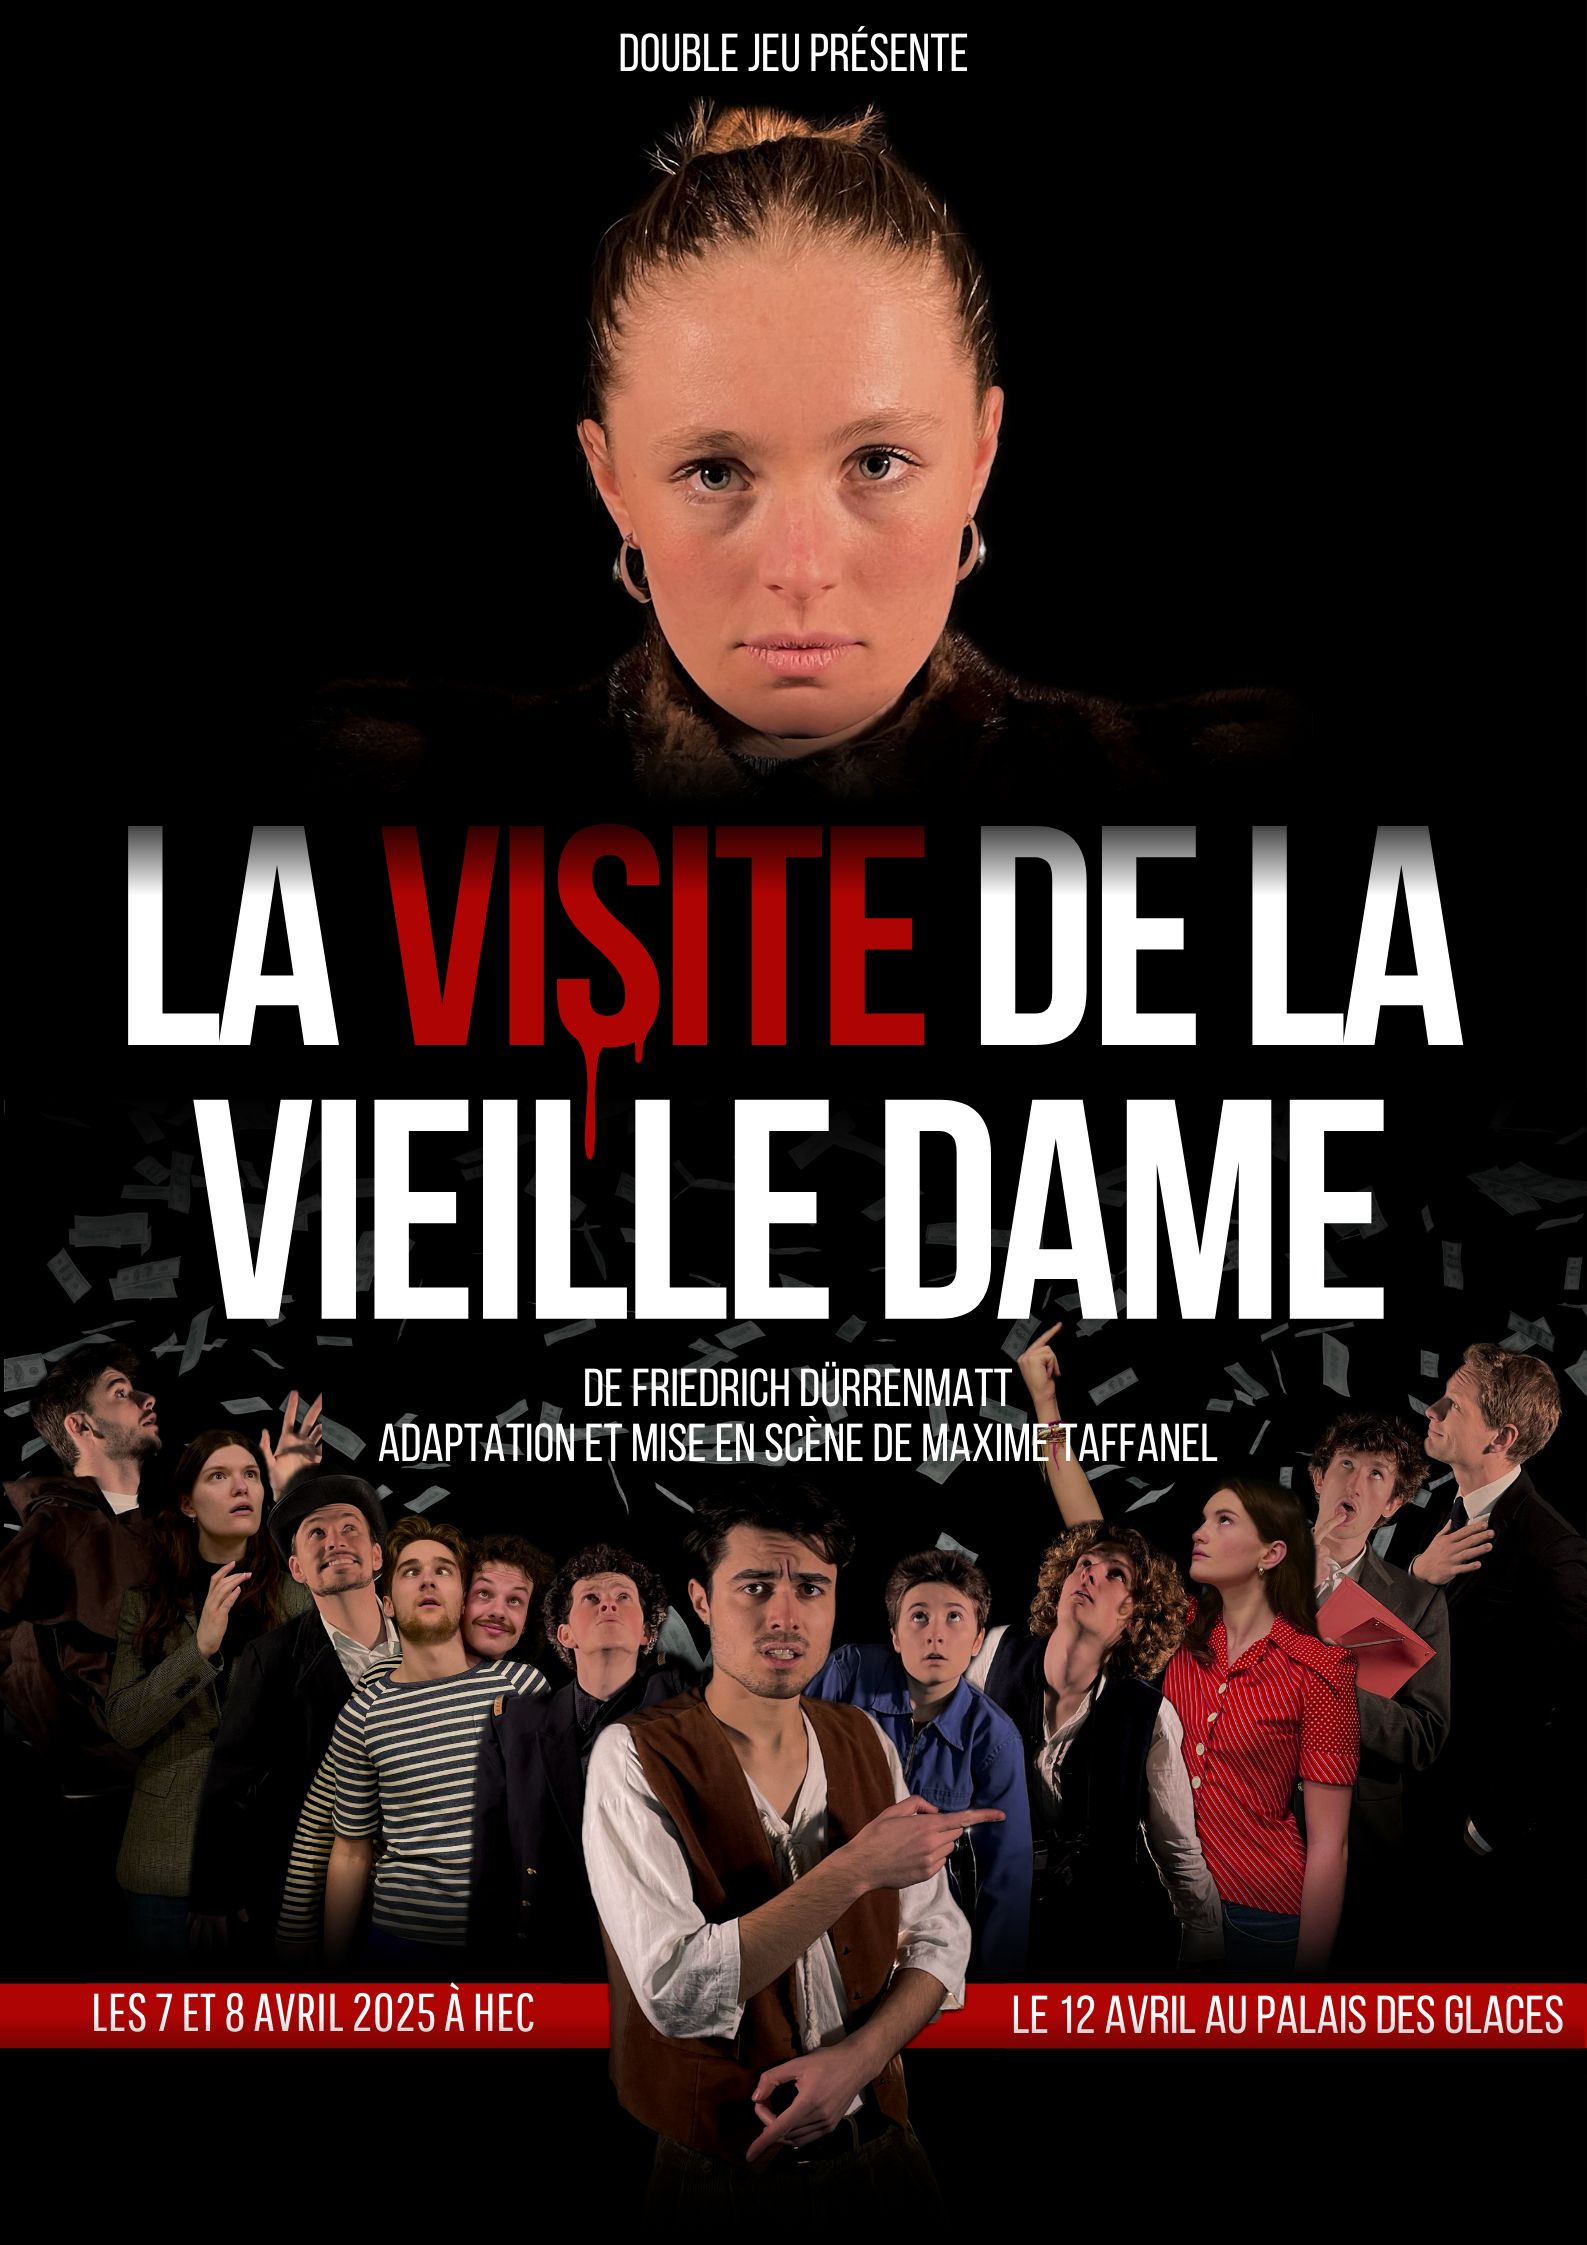 DOUBLE JEU PRÉSENTE
LA VISITE DE LA
VIEILLE DAME
DE FRIEDRICH DÜRRENMATT
ADAPTATION ET MISE EN SCÈNE DE MAXIME TAFFANEL
LES 7 ET 8 AVRIL 2025 À HEC
LE 12 AVRIL AU PALAIS DES GLACES